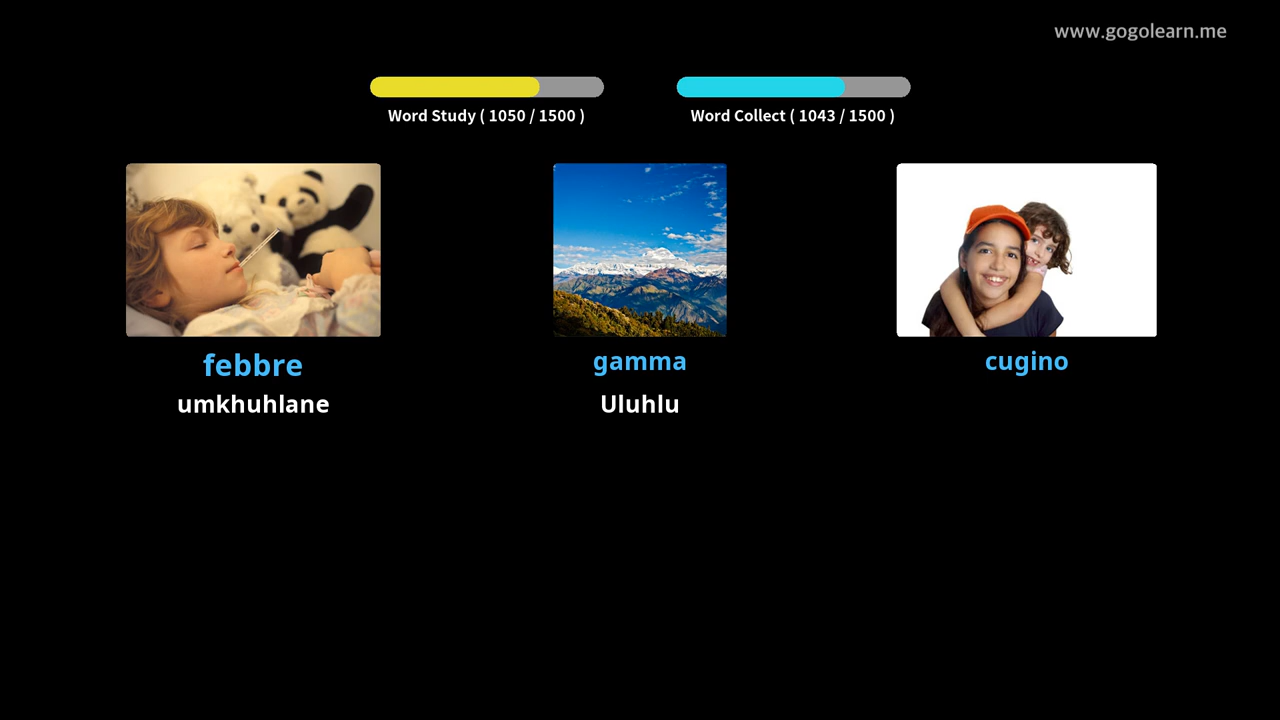 www.gogolearn.me
Word Study ( 1050 / 1500 )
Word Collect ( 1043 / 1500 )
febbre
gamma
cugino
umkhuhlane
Uluhlu